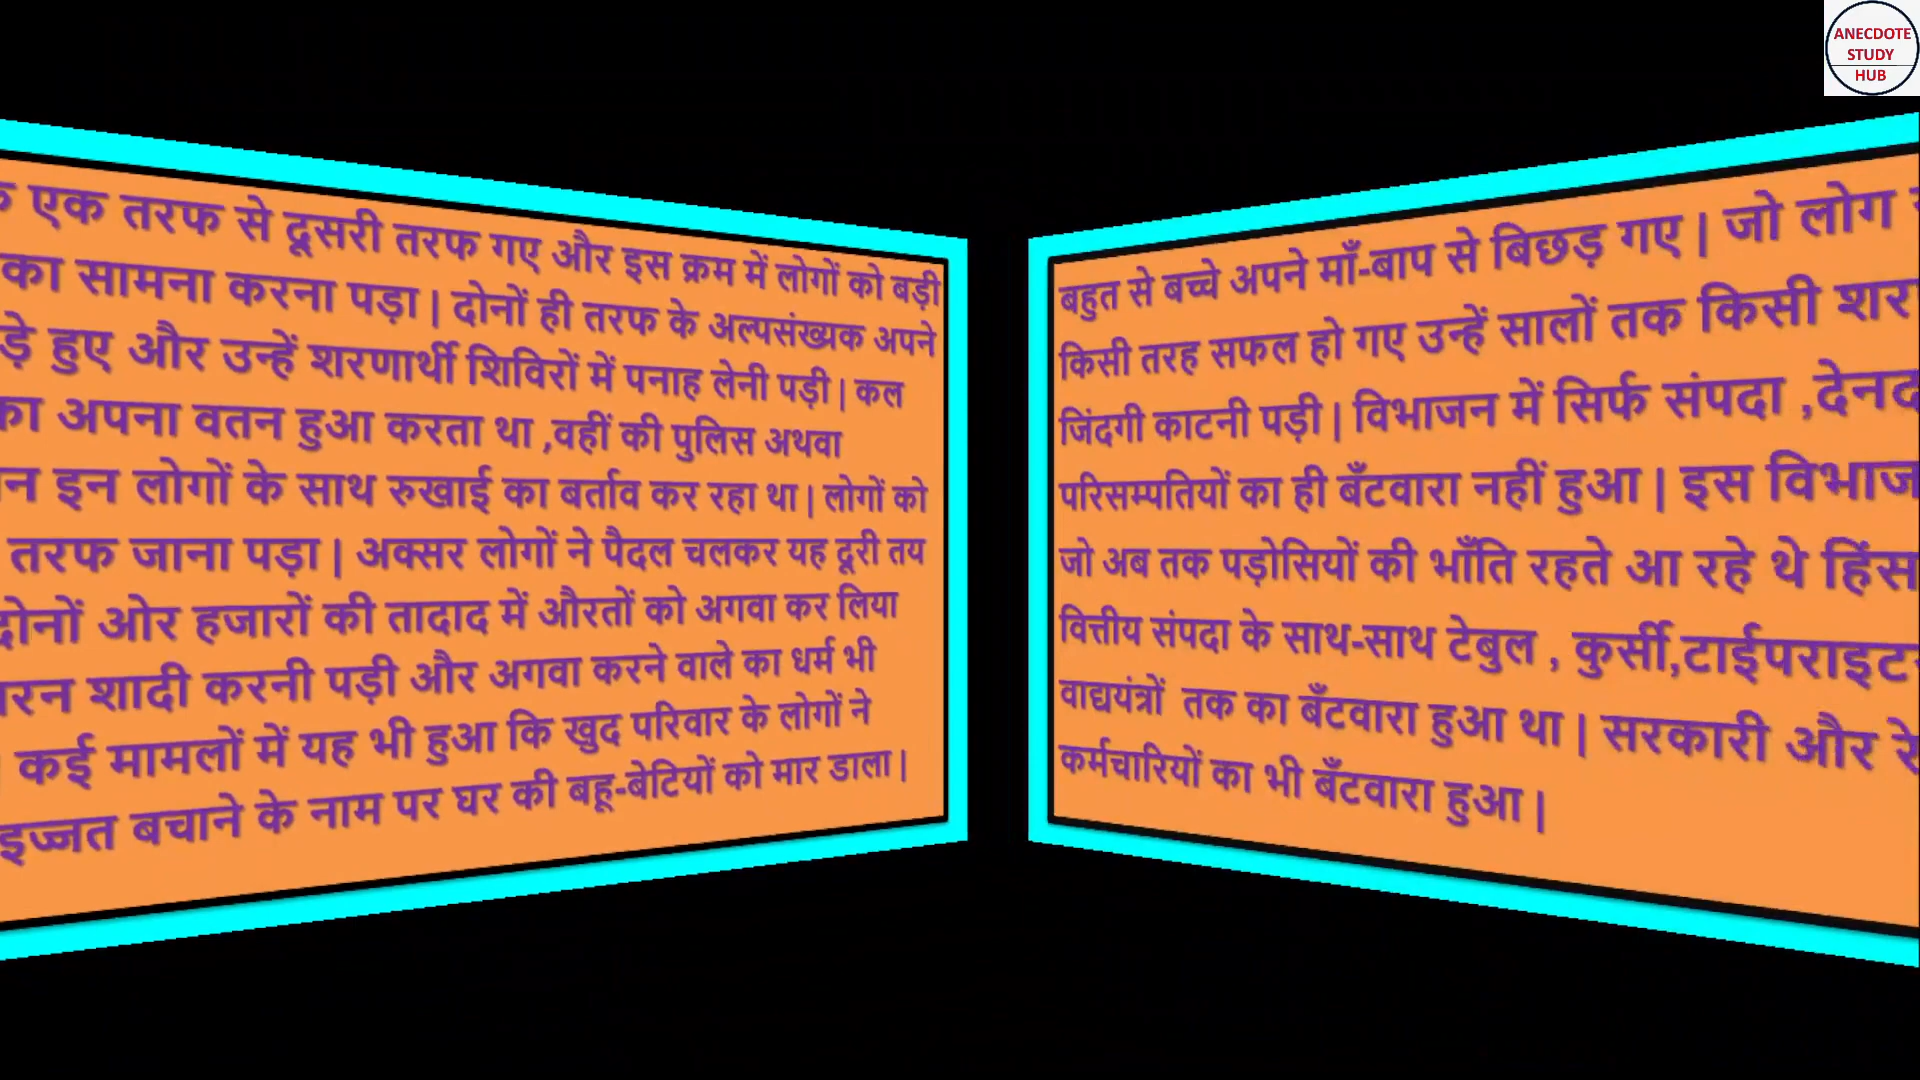 ANECDOTE
STUDY
HUB
एक तरफ से दूसरी तरफ गए और इस क्रम में लोगों को बड़ी
का सामना करना पड़ा | दोनों ही तरफ के अल्पसंख्यक अपने
हुए और उन्हें शरणार्थी शिविरों में पनाह लेनी पड़ी | कल
का अपना वतन हुआ करता था ,वहीं की पुलिस अथवा
इन लोगों के साथ रुखाई का बर्ताव कर रहा था | लोगों को
तरफ जाना पड़ा | अक्सर लोगों ने पैदल चलकर यह दूरी तय
दोनों ओर हजारों की तादाद में औरतों को अगवा कर लिया
शादी करनी पड़ी और अगवा करने वाले का धर्म भी
कई मामलों में यह भी हुआ कि खुद परिवार के लोगों ने
इज्जत बचाने के नाम पर घर की बहू-बेटियों को मार डाला |
बहुत से बच्चे अपने माँ-बाप से बिछड़ गए | जो लोग
किसी तरह सफल हो गए उन्हें सालों तक किसी
जिंदगी काटनी पड़ी | विभाजन में सिर्फ संपदा ,
परिसम्पतियों का ही बँटवारा नहीं हुआ | इस
जो अब तक पड़ोसियों की भाँति रहते आ रहे थे
वित्तीय संपदा के साथ-साथ टेबुल , कुर्सी,टाईपराइटर
वाद्ययंत्रों तक का बँटवारा हुआ था | सरकारी और
कर्मचारियों का भी बँटवारा हुआ |